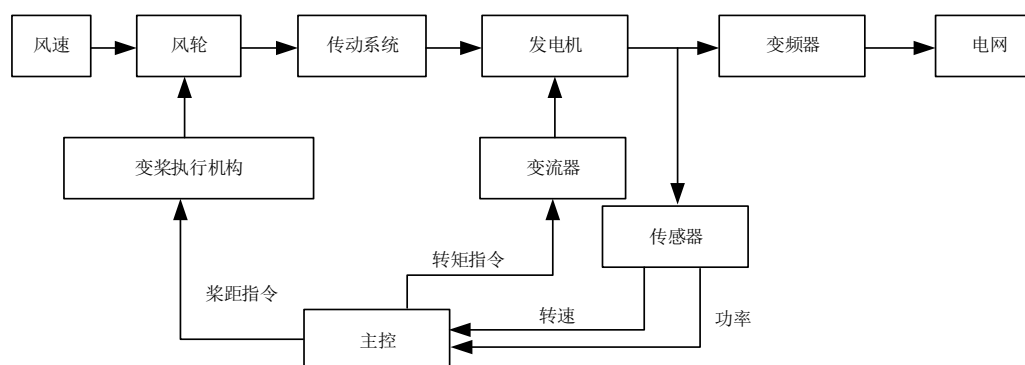 风速
风轮
传动系统
发电机
变频器
电网
变桨执行机构
变流器
传感器
转矩指令
桨距指令
转速
功率
主控